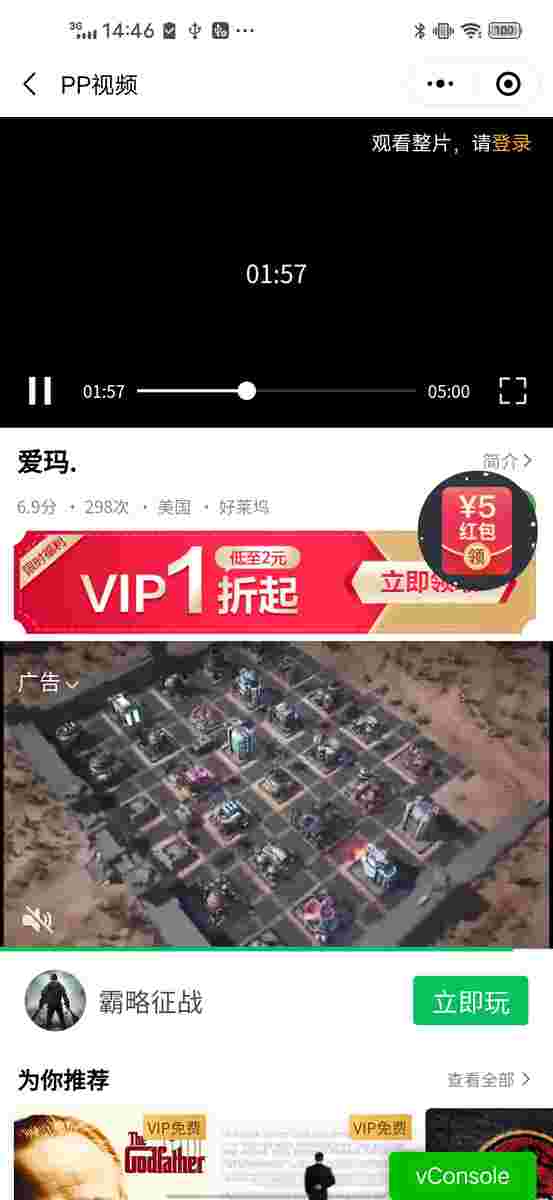 3G 14:46 100
PP视频
观看整片，请登录
01:57
01:57 05:00
爱玛.
简介
6.9分 · 298次 · 美国 · 好莱坞
¥5
红包
领
限时福利
VIP1折起
低至2元
立即领
广告
霸略征战
立即玩
为你推荐
查看全部
VIP免费
VIP免费
The
Godfather
vConsole